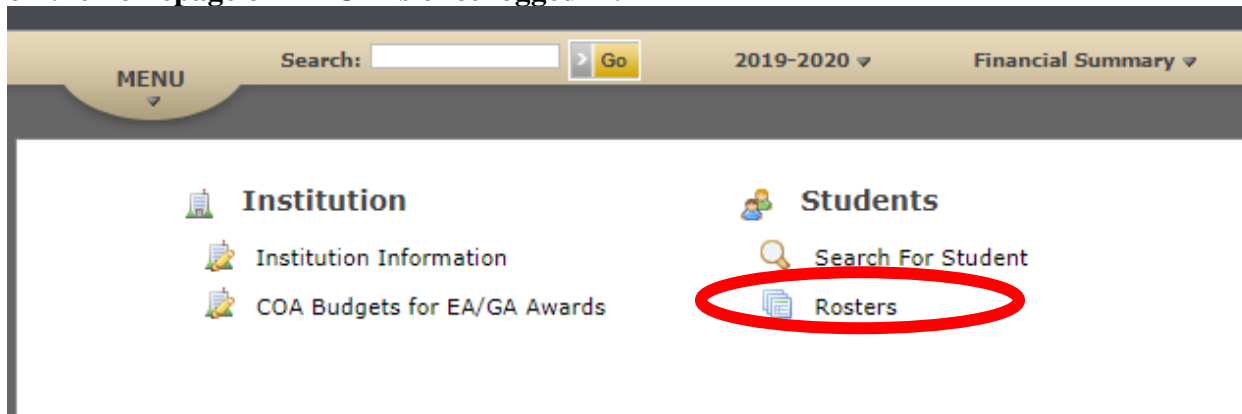 Search: Go 2019-2020 Financial Summary
MENU
Institution
Institution Information
COA Budgets for EA/GA Awards
Students
Search For Student
Rosters